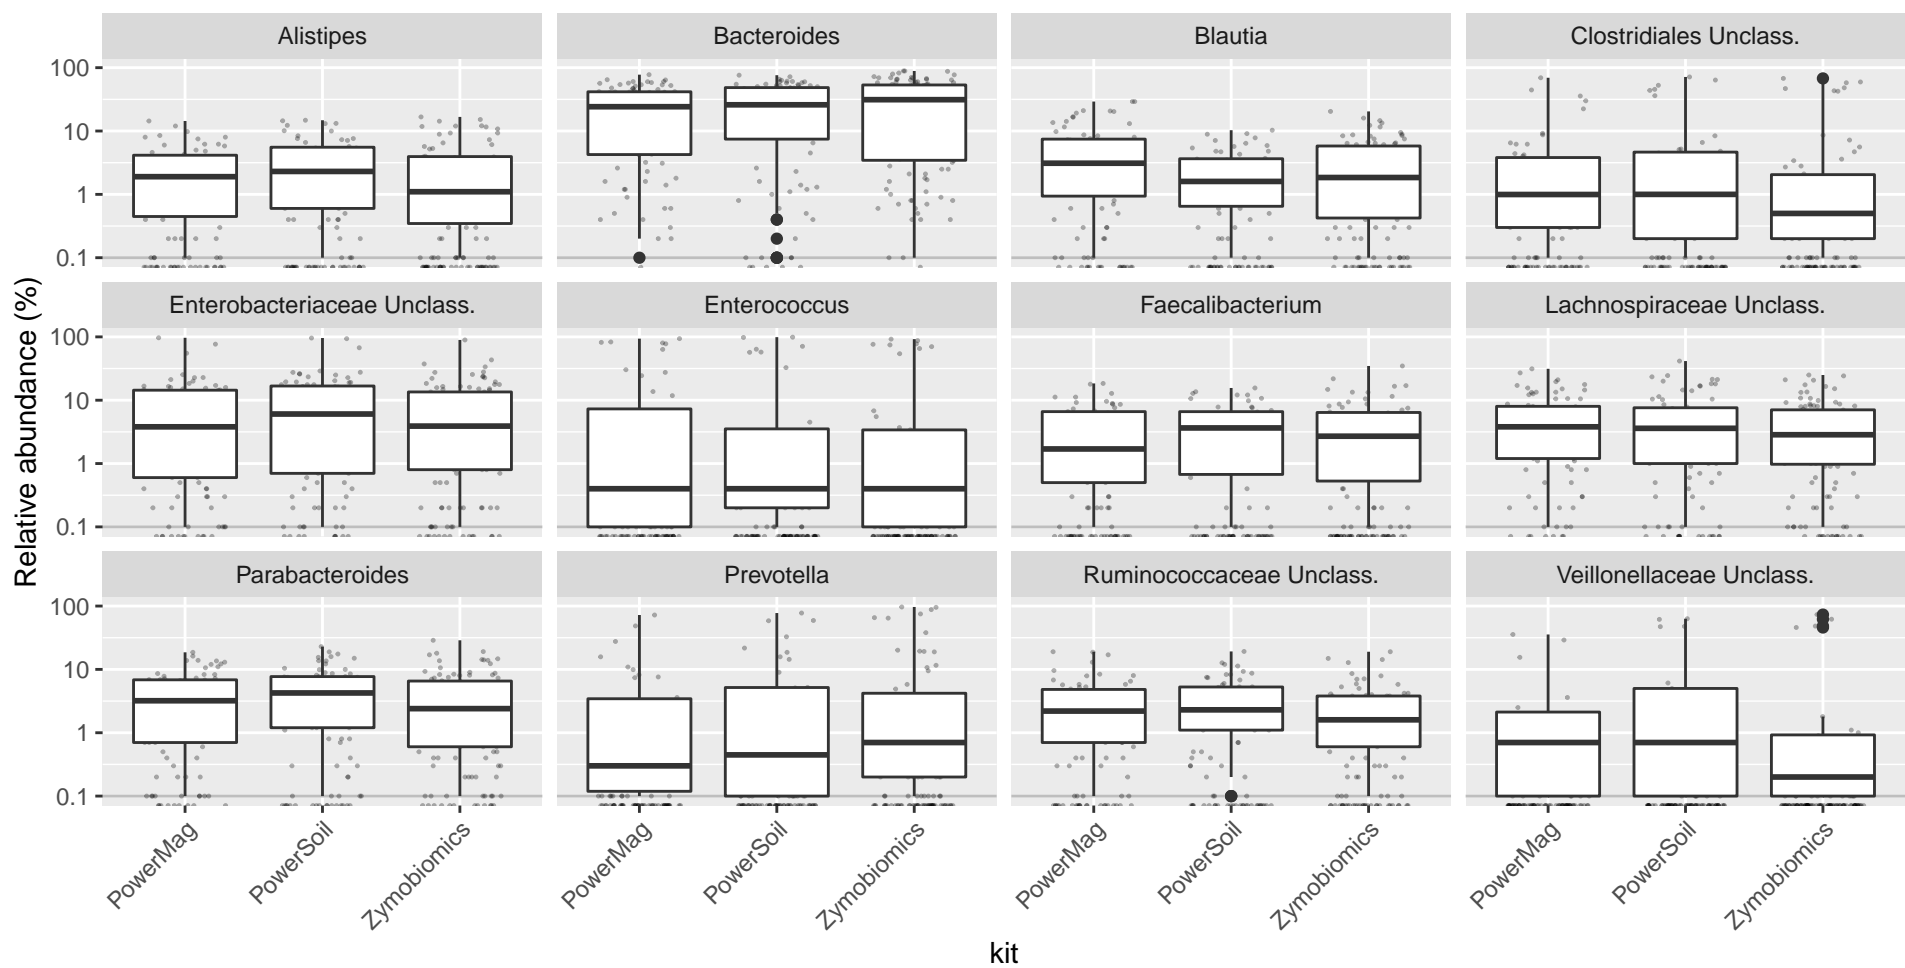 Alistipes
Bacteroides
Blautia
Clostridiales Unclass.
100
10
1
0.1
Enterobacteriaceae Unclass.
Enterococcus
Faecalibacterium
Lachnospiraceae Unclass.
100
10
1
0.1
Relative abundance (%)
Parabacteroides
Prevotella
Ruminococcaceae Unclass.
Veillonellaceae Unclass.
100
10
1
0.1
PowerMag
PowerSoil
Zymobiomics
PowerMag
PowerSoil
Zymobiomics
PowerMag
PowerSoil
Zymobiomics
PowerMag
PowerSoil
Zymobiomics
kit